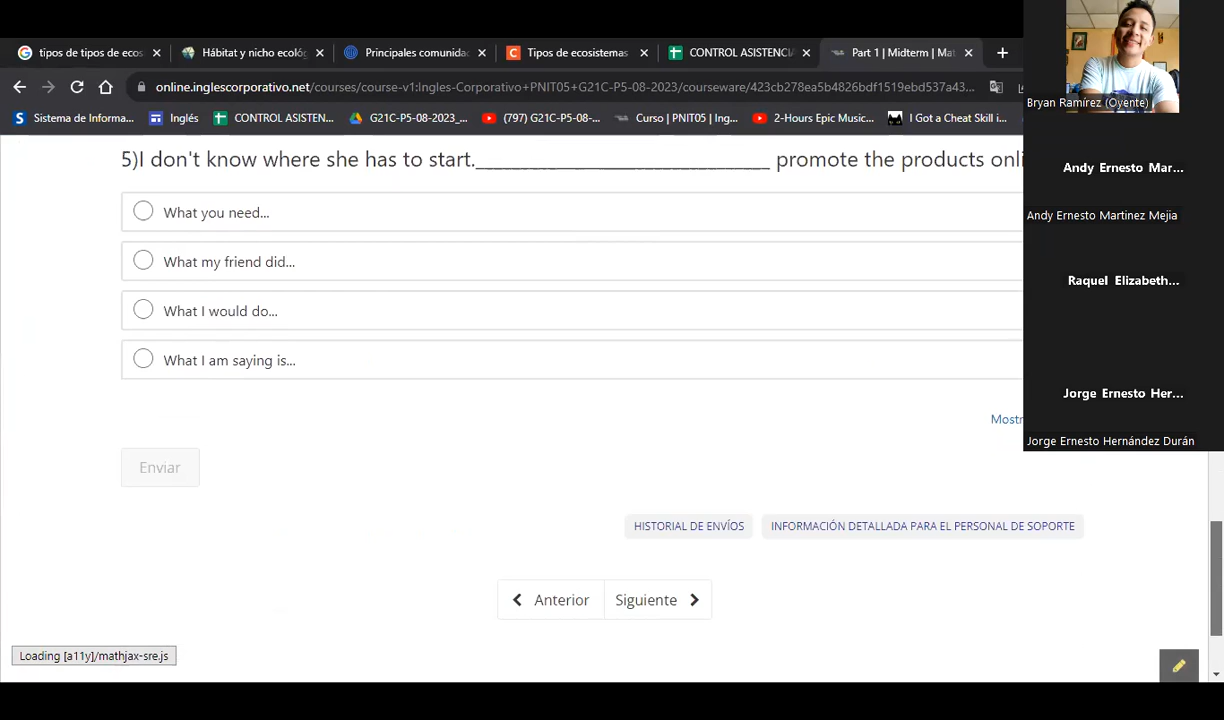 tipos de tipos de ecos
Hábitat y nicho ecológ
Principales comunida
Tipos de ecosistemas
CONTROL ASISTENCIA
Part 1 | Midterm | Mat
online.inglescorporativo.net/courses/course-v1:Ingles-Corporativo+PNIT05+G21C-P5-08-2023/courseware/423cb278ea5b4826bdf1519ebd537a43...
Sistema de Informa...
Inglés
CONTROL ASISTEN...
G21C-P5-08-2023_...
(797) G21C-P5-08-...
Curso | PNIT05 | Ing...
2-Hours Epic Music...
I Got a Cheat Skill i...
5)I don't know where she has to start.______________________________ promote the products onli
What you need...
What my friend did...
What I would do...
What I am saying is...
Mostr
Enviar
HISTORIAL DE ENVÍOS
INFORMACIÓN DETALLADA PARA EL PERSONAL DE SOPORTE
Anterior
Siguiente
Loading [a11y]/mathjax-sre.js
Bryan Ramírez (Oyente)
Andy Ernesto Mar...
Andy Ernesto Martinez Mejia
Raquel Elizabeth...
Jorge Ernesto Her...
Jorge Ernesto Hernández Durán